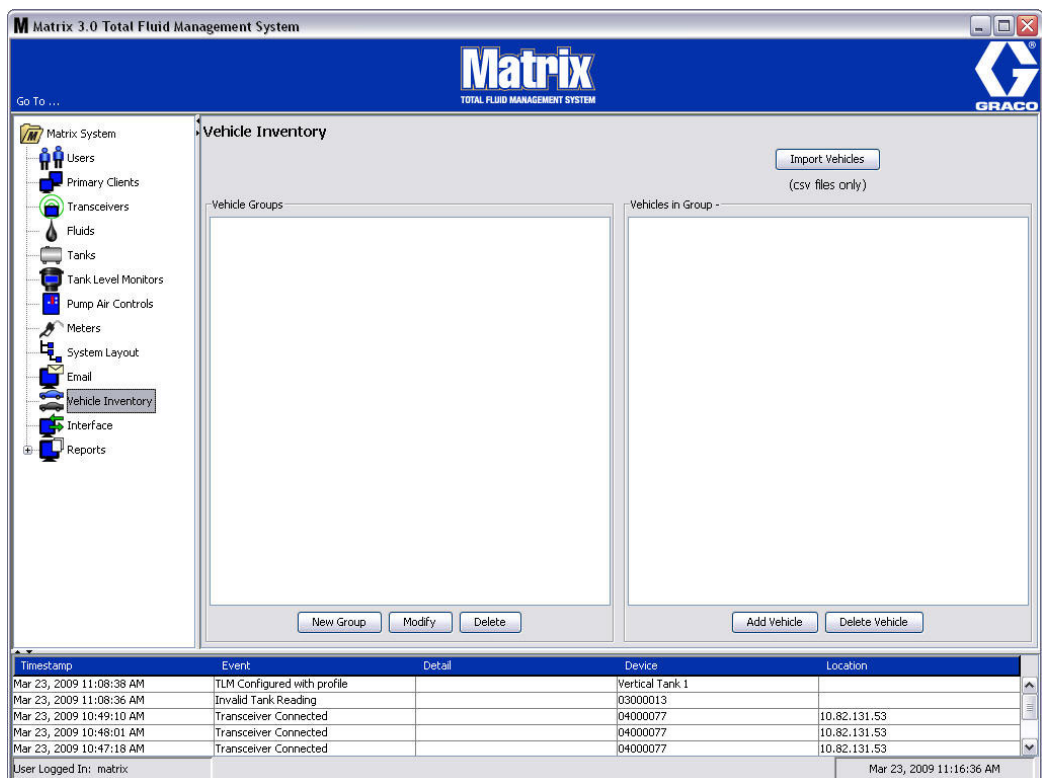 M Matrix 3.0 Total Fluid Management System
Matrix
TOTAL FLUID MANAGEMENT SYSTEM
Go To ...
GRACO
®
Matrix System
Users
Primary Clients
Transceivers
Fluids
Tanks
Tank Level Monitors
Pump Air Controls
Meters
System Layout
Email
Vehicle Inventory
Interface
Reports
Vehicle Inventory
Import Vehicles
(csv files only)
Vehicle Groups
Vehicles in Group -
New Group Modify Delete
Add Vehicle Delete Vehicle
Timestamp Event Detail Device Location
Mar 23, 2009 11:08:38 AM TLM Configured with profile Vertical Tank 1
Mar 23, 2009 11:08:36 AM Invalid Tank Reading 03000013
Mar 23, 2009 10:49:10 AM Transceiver Connected 04000077 10.82.131.53
Mar 23, 2009 10:48:01 AM Transceiver Connected 04000077 10.82.131.53
Mar 23, 2009 10:47:18 AM Transceiver Connected 04000077 10.82.131.53
User Logged In: matrix Mar 23, 2009 11:16:36 AM